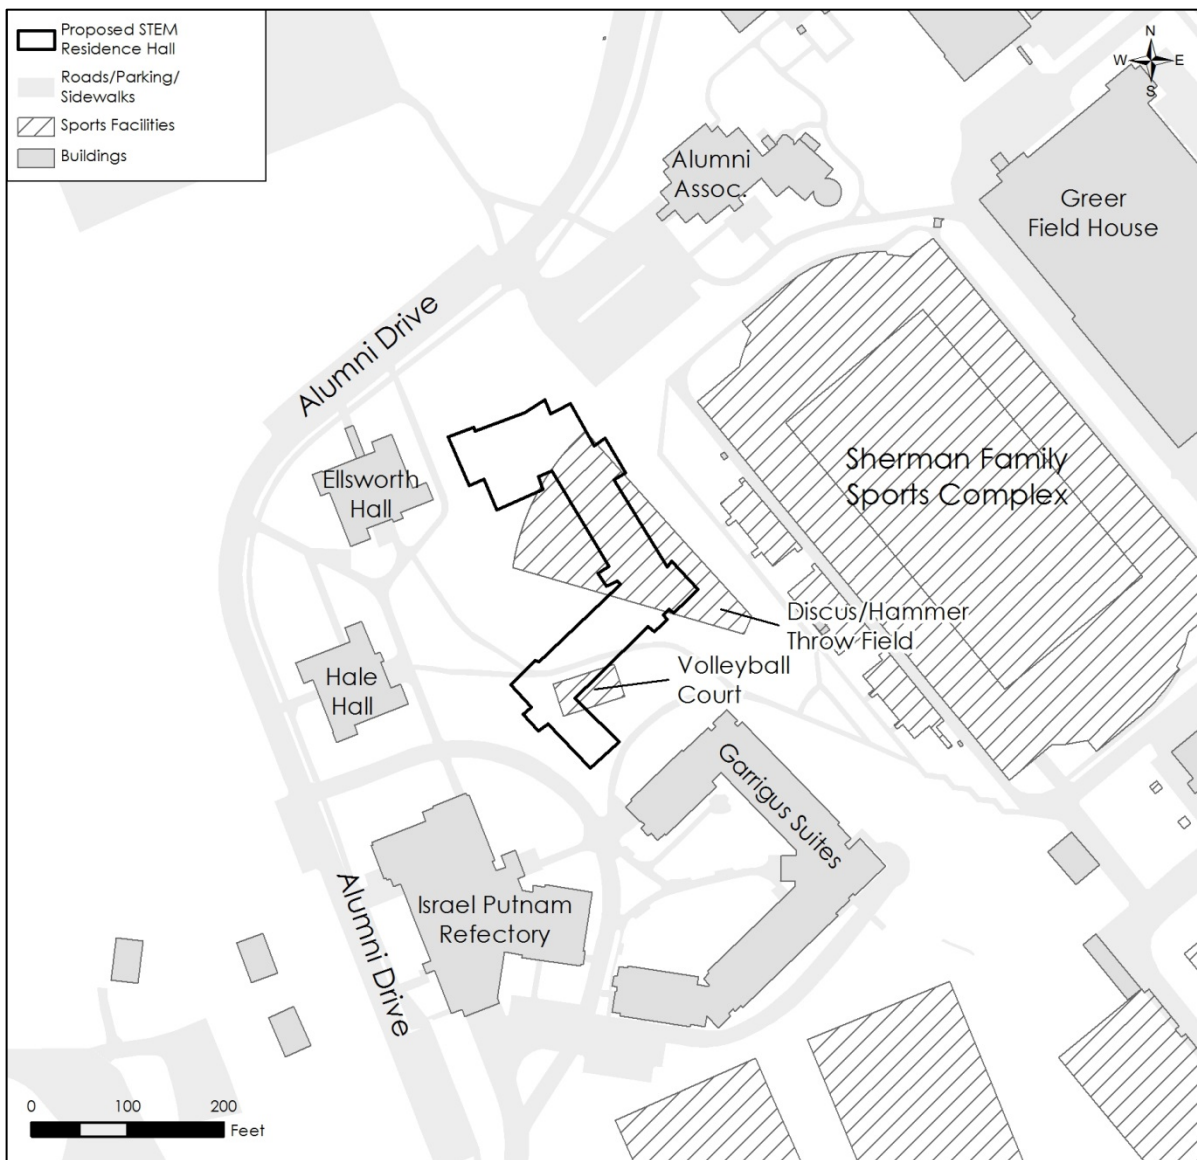 Proposed STEM
Residence Hall
Roads/Parking/
Sidewalks
Sports Facilities
Buildings
N
W E
S
Alumni
Assoc.
Greer
Field House
Alumni Drive
Ellsworth
Hall
Sherman Family
Sports Complex
Discus/Hammer
Throw Field
Volleyball
Court
Hale
Hall
Garrigus Suites
Israel Putnam
Refectory
Alumni Drive
0 100 200
Feet